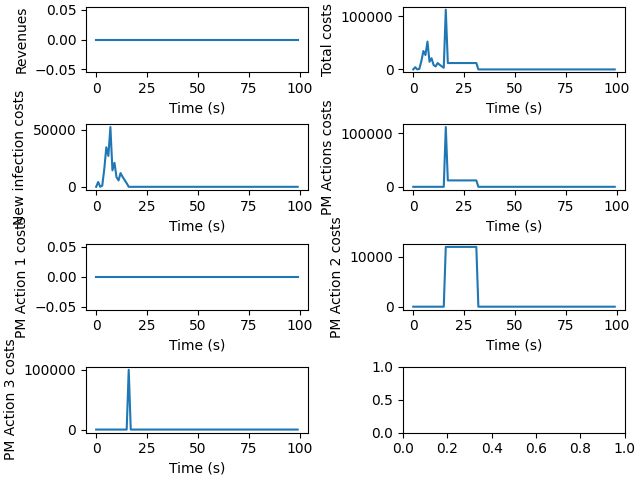 Revenues
0.05
0.00
−0.05
0 25 50 75 100
Time (s)
Total costs
100000
0
0 25 50 75 100
Time (s)
New infection costs
50000
0
0 25 50 75 100
Time (s)
PM Actions costs
100000
0
0 25 50 75 100
Time (s)
PM Action 1 costs
0.05
0.00
−0.05
0 25 50 75 100
Time (s)
PM Action 2 costs
10000
0
0 25 50 75 100
Time (s)
PM Action 3 costs
100000
0
0 25 50 75 100
Time (s)
1.0
0.5
0.0
0.0 0.2 0.4 0.6 0.8 1.0